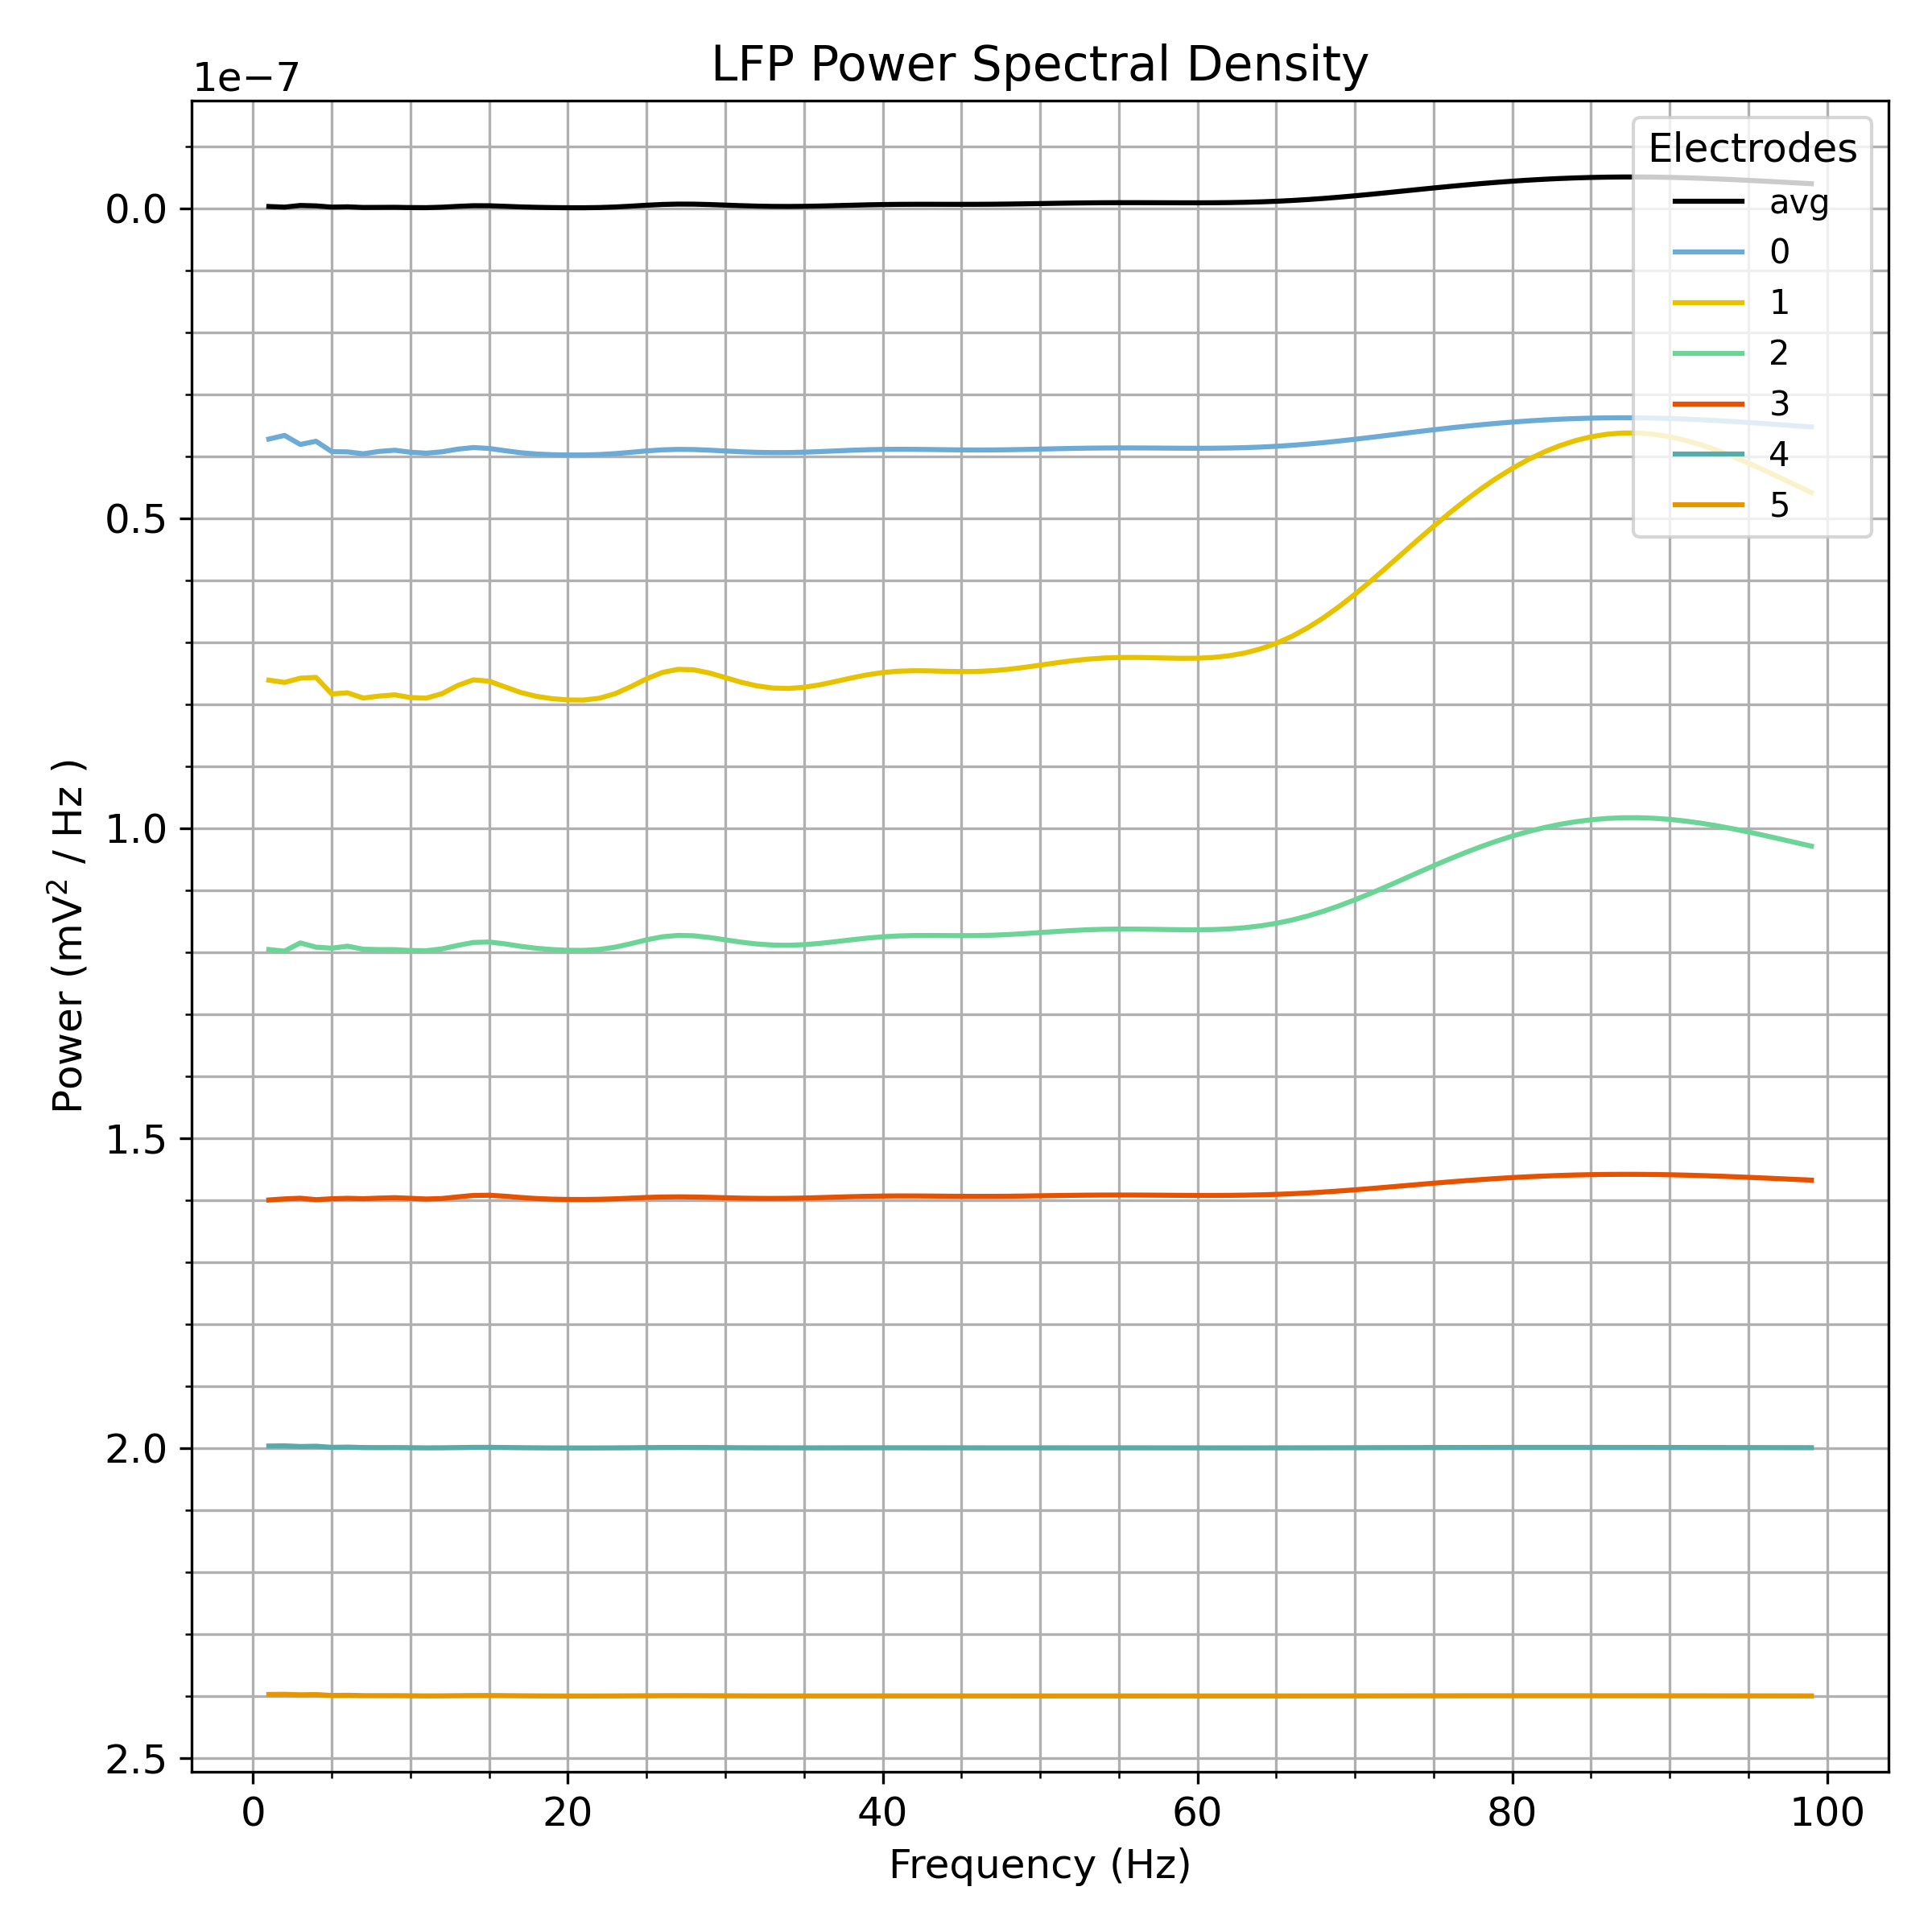 LFP Power Spectral Density
1e−7
Electrodes
avg
0
1
2
3
4
5
0.0
0.5
1.0
1.5
2.0
2.5
Power (mV² / Hz )
0 20 40 60 80 100
Frequency (Hz)